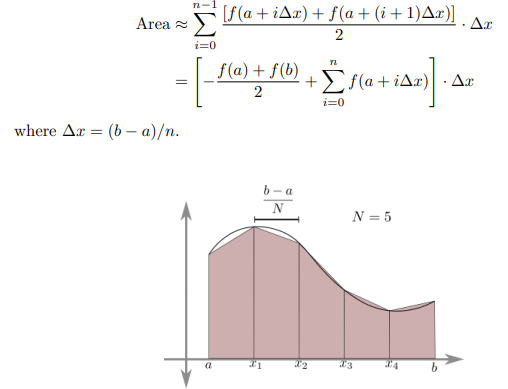 Area ≈ ∑_{i=0}^{n−1} [f(a + iΔx) + f(a + (i + 1)Δx)]/2 · Δx
= [−(f(a) + f(b))/2 + ∑_{i=0}^{n} f(a + iΔx)] · Δx
where Δx = (b − a)/n.
(b − a)/N
N = 5
a x₁ x₂ x₃ x₄ b